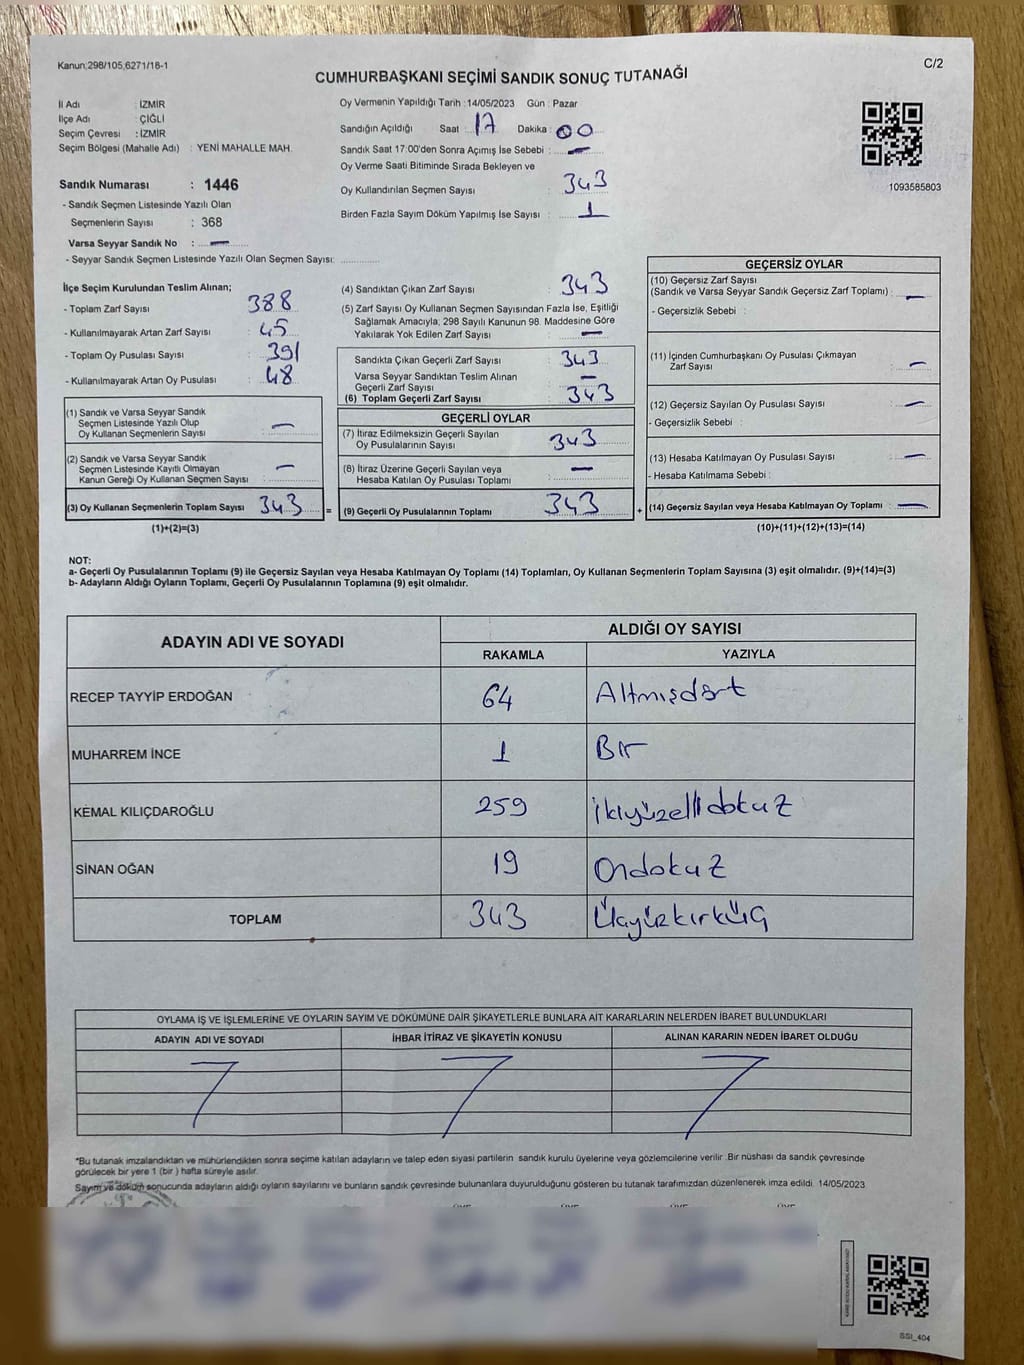 Kanun;298/105,6271/18-1
C/2
CUMHURBAŞKANI SEÇİMİ SANDIK SONUÇ TUTANAĞI
İl Adı : İZMİR
İlçe Adı : ÇİĞLİ
Seçim Çevresi : İZMİR
Seçim Bölgesi (Mahalle Adı) : YENİ MAHALLE MAH.
Sandık Numarası : 1446
- Sandık Seçmen Listesinde Yazılı Olan
Seçmenlerin Sayısı : 368
Varsa Seyyar Sandık No : —
- Seyyar Sandık Seçmen Listesinde Yazılı Olan Seçmen Sayısı:
Oy Vermenin Yapıldığı Tarih :14/05/2023 Gün : Pazar
Sandığın Açıldığı Saat : 17 Dakika : 00
Sandık Saat 17:00'den Sonra Açımış İse Sebebi : —
Oy Verme Saati Bitiminde Sırada Bekleyen ve
Oy Kullandırılan Seçmen Sayısı : 343
Birden Fazla Sayım Döküm Yapılmış İse Sayısı : 1
1093585803
İlçe Seçim Kurulundan Teslim Alınan;
- Toplam Zarf Sayısı : 388
- Kullanılmayarak Artan Zarf Sayısı : 45
- Toplam Oy Pusulası Sayısı : 391
- Kullanılmayarak Artan Oy Pusulası : 48
(1) Sandık ve Varsa Seyyar Sandık
Seçmen Listesinde Yazılı Olup
Oy Kullanan Seçmenlerin Sayısı : —
(2) Sandık ve Varsa Seyyar Sandık
Seçmen Listesinde Kayıtlı Olmayan
Kanun Gereği Oy Kullanan Seçmen Sayısı : —
(3) Oy Kullanan Seçmenlerin Toplam Sayısı : 343 =
(1)+(2)=(3)
(4) Sandıktan Çıkan Zarf Sayısı : 343
(5) Zarf Sayısı Oy Kullanan Seçmen Sayısından Fazla İse, Eşitliği
Sağlamak Amacıyla, 298 Sayılı Kanunun 98. Maddesine Göre
Yakılarak Yok Edilen Zarf Sayısı : —
Sandıkta Çıkan Geçerli Zarf Sayısı : 343
Varsa Seyyar Sandıktan Teslim Alınan
Geçerli Zarf Sayısı : —
(6) Toplam Geçerli Zarf Sayısı : 343
GEÇERLİ OYLAR
(7) İtiraz Edilmeksizin Geçerli Sayılan
Oy Pusulalarının Sayısı : 343
(8) İtiraz Üzerine Geçerli Sayılan veya
Hesaba Katılan Oy Pusulası Toplamı : —
(9) Geçerli Oy Pusulalarının Toplamı : 343 +
GEÇERSİZ OYLAR
(10) Geçersiz Zarf Sayısı
(Sandık ve Varsa Seyyar Sandık Geçersiz Zarf Toplamı) : —
- Geçersizlik Sebebi :
(11) İçinden Cumhurbaşkanı Oy Pusulası Çıkmayan
Zarf Sayısı : —
(12) Geçersiz Sayılan Oy Pusulası Sayısı : —
- Geçersizlik Sebebi :
(13) Hesaba Katılmayan Oy Pusulası Sayısı : —
- Hesaba Katılmama Sebebi :
(14) Geçersiz Sayılan veya Hesaba Katılmayan Oy Toplamı : —
(10)+(11)+(12)+(13)=(14)
NOT:
a- Geçerli Oy Pusulalarının Toplamı (9) ile Geçersiz Sayılan veya Hesaba Katılmayan Oy Toplamı (14) Toplamları, Oy Kullanan Seçmenlerin Toplam Sayısına (3) eşit olmalıdır. (9)+(14)=(3)
b- Adayların Aldığı Oyların Toplamı, Geçerli Oy Pusulalarının Toplamına (9) eşit olmalıdır.
ADAYIN ADI VE SOYADI ALDIĞI OY SAYISI
RAKAMLA YAZIYLA
RECEP TAYYİP ERDOĞAN 64 Altmışdört
MUHARREM İNCE 1 Bir
KEMAL KILIÇDAROĞLU 259 ikiyüzellidokuz
SİNAN OĞAN 19 Ondokuz
TOPLAM 343 Üçyüzkırküç
OYLAMA İŞ VE İŞLEMLERİNE VE OYLARIN SAYIM VE DÖKÜMÜNE DAİR ŞİKAYETLERLE BUNLARA AİT KARARLARIN NELERDEN İBARET BULUNDUKLARI
ADAYIN ADI VE SOYADI İHBAR İTİRAZ VE ŞİKAYETİN KONUSU ALINAN KARARIN NEDEN İBARET OLDUĞU
*Bu tutanak imzalandıktan ve mühürlendikten sonra seçime katılan adayların ve talep eden siyasi partilerin sandık kurulu üyelerine veya gözlemcilerine verilir .Bir nüshası da sandık çevresinde
görülecek bir yere 1 (bir ) hafta süreyle asılır.
Sayım ve döküm sonucunda adayların aldığı oyların sayılarını ve bunların sandık çevresinde bulunanlara duyurulduğunu gösteren bu tutanak tarafımızdan düzenlenerek imza edildi. 14/05/2023
SSI_404